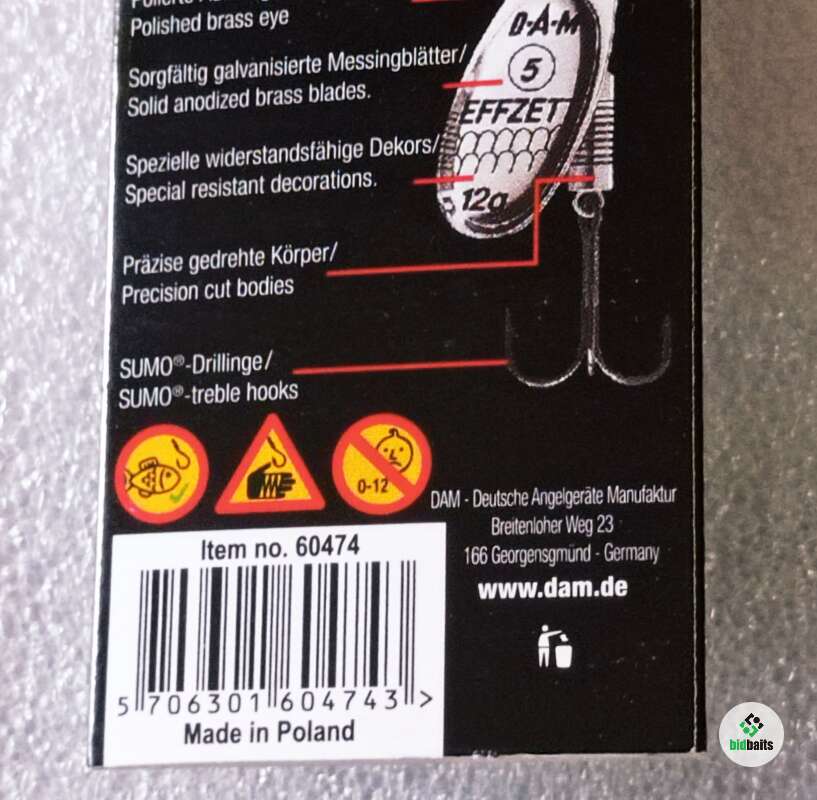 Polished brass eye
Sorgfältig galvanisierte Messingblätter/
Solid anodized brass blades.
Spezielle widerstandsfähige Dekors/
Special resistant decorations.
Präzise gedrehte Körper/
Precision cut bodies
SUMO®-Drillinge/
SUMO®-treble hooks
D-A-M
5
EFFZETT
12g
0-12
DAM - Deutsche Angelgeräte Manufaktur
Breitenloher Weg 23
166 Georgensgmünd - Germany
www.dam.de
Item no. 60474
5 706301 604743 >
Made in Poland
bidbaits